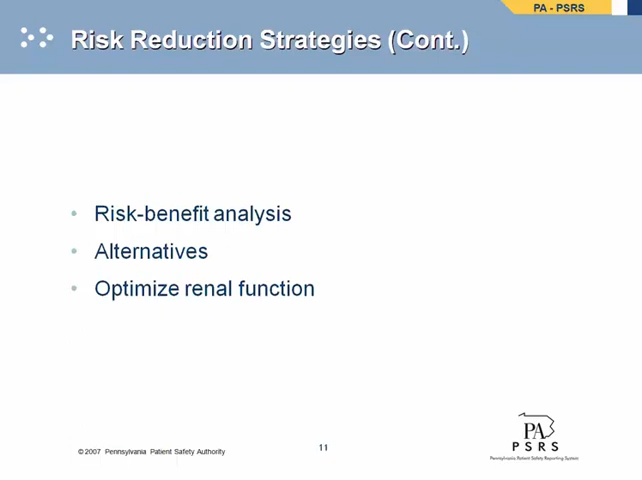 PA - PSRS
Risk Reduction Strategies (Cont.)
• Risk-benefit analysis
• Alternatives
• Optimize renal function
© 2007 Pennsylvania Patient Safety Authority
11
PA
PSRS
Pennsylvania Patient Safety Reporting System